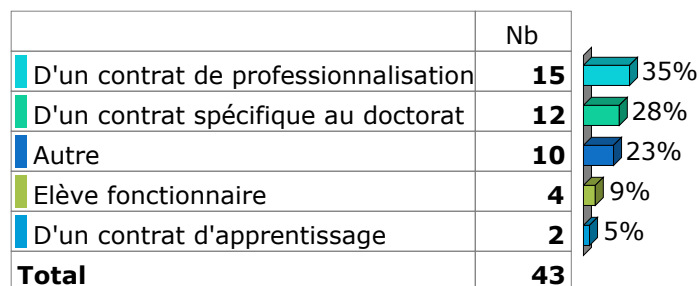 Nb
D'un contrat de professionnalisation 15 35%
D'un contrat spécifique au doctorat 12 28%
Autre 10 23%
Elève fonctionnaire 4 9%
D'un contrat d'apprentissage 2 5%
Total 43